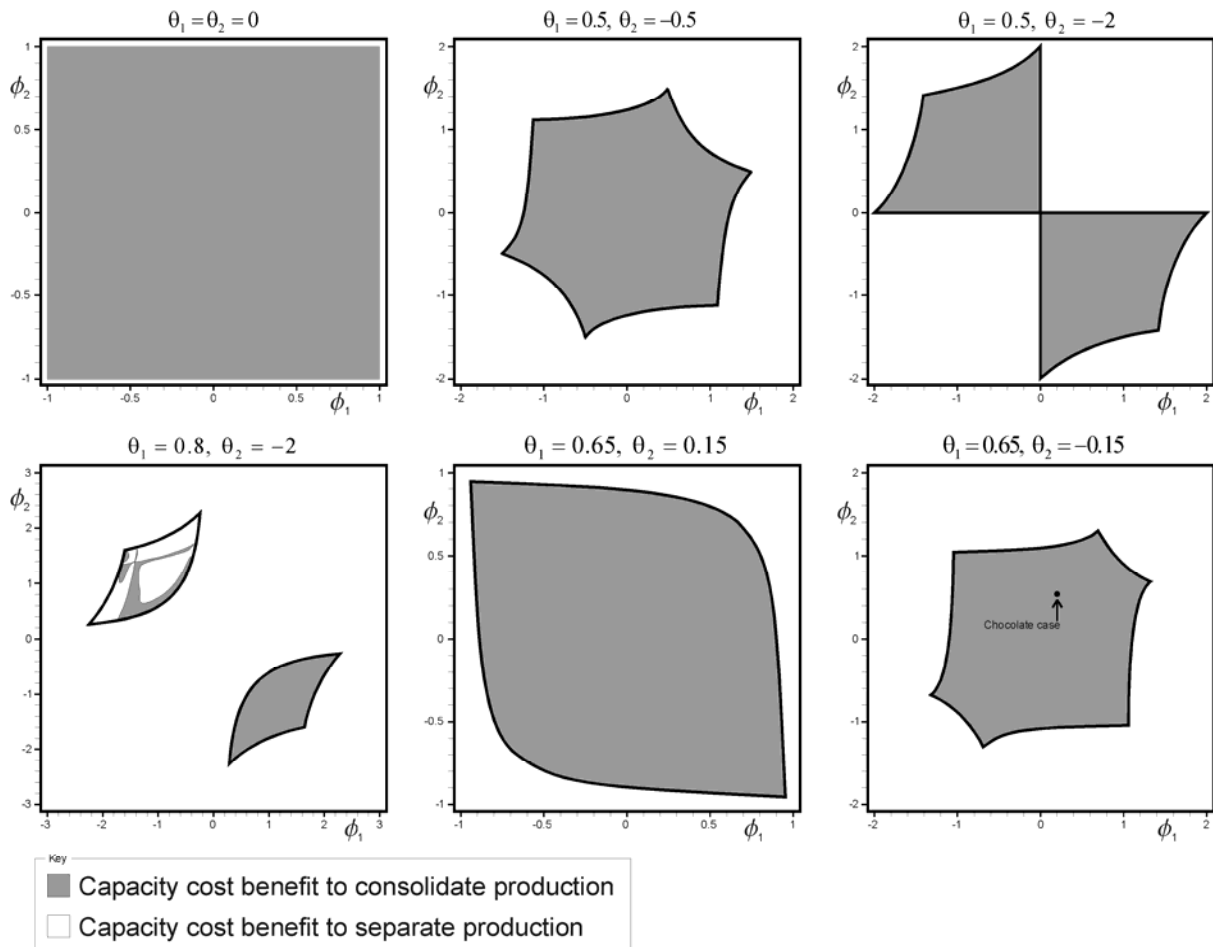 θ₁ = θ₂ = 0
1
ϕ₂
0.5
0
-0.5
-1
-1 -0.5 0 0.5 1
ϕ₁
θ₁ = 0.5, θ₂ = −0.5
2
ϕ₂
1
0
-1
-2
-2 -1 0 1 2
ϕ₁
θ₁ = 0.5, θ₂ = −2
2
ϕ₂
1
0
-1
-2
-2 -1 0 1 2
ϕ₁
θ₁ = 0.8, θ₂ = −2
3
ϕ₂
2
1
0
-1
-2
-3
-3 -2 -1 0 1 2 3
ϕ₁
θ₁ = 0.65, θ₂ = 0.15
1
ϕ₂
0.5
0
-0.5
-1
-1 -0.5 0 0.5 1
ϕ₁
θ₁ = 0.65, θ₂ = −0.15
2
ϕ₂
1
0
-1
-2
Chocolate case
-2 -1 0 1 2
ϕ₁
Key
Capacity cost benefit to consolidate production
Capacity cost benefit to separate production